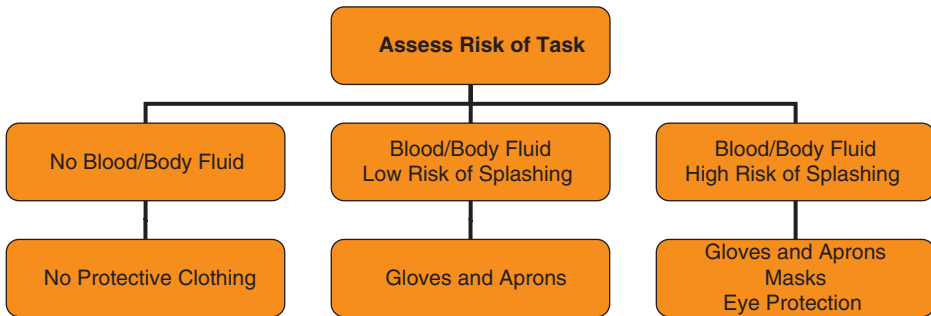 Assess Risk of Task
No Blood/Body Fluid
Blood/Body Fluid
Low Risk of Splashing
Blood/Body Fluid
High Risk of Splashing
No Protective Clothing
Gloves and Aprons
Gloves and Aprons
Masks
Eye Protection